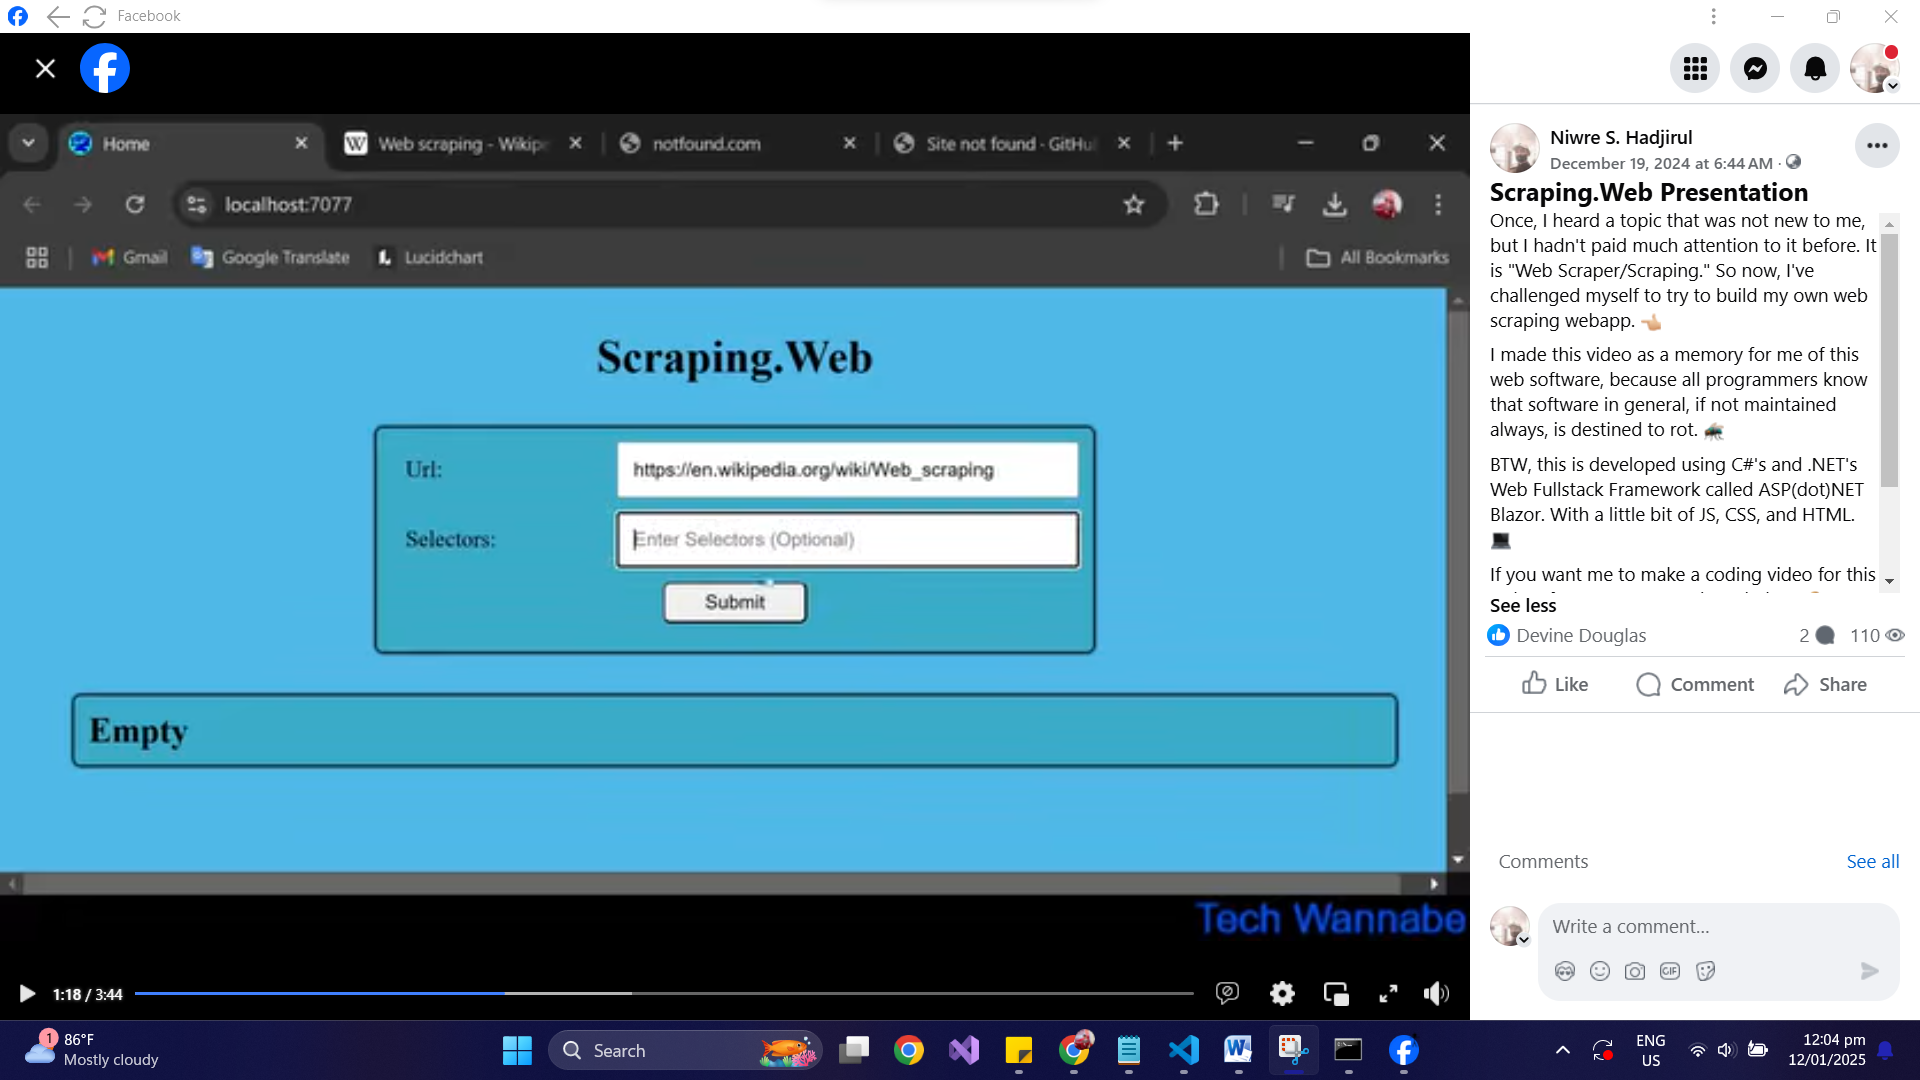 Facebook
Home
Web scraping - Wikip
notfound.com
Site not found · GitHu
localhost:7077
Gmail
Google Translate
Lucidchart
All Bookmarks
Scraping.Web
Url:
https://en.wikipedia.org/wiki/Web_scraping
Selectors:
Enter Selectors (Optional)
Submit
Empty
Tech Wannabe
1:18 / 3:44
Niwre S. Hadjirul
December 19, 2024 at 6:44 AM ·
Scraping.Web Presentation
Once, I heard a topic that was not new to me,
but I hadn't paid much attention to it before. It
is "Web Scraper/Scraping." So now, I've
challenged myself to try to build my own web
scraping webapp. 👈
I made this video as a memory for me of this
web software, because all programmers know
that software in general, if not maintained
always, is destined to rot. 🪰
BTW, this is developed using C#'s and .NET's
Web Fullstack Framework called ASP(dot)NET
Blazor. With a little bit of JS, CSS, and HTML.
💻
If you want me to make a coding video for this
See less
Devine Douglas
2
110
Like
Comment
Share
Comments
See all
Write a comment...
GIF
1
86°F
Mostly cloudy
Search
ENG
US
12:04 pm
12/01/2025